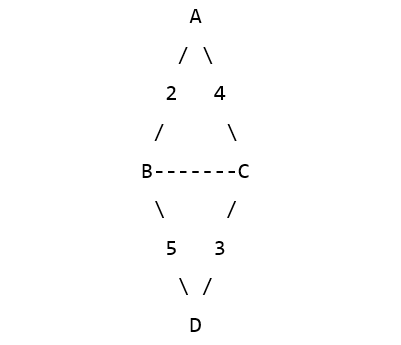 A
/ \
2 4
/ \
B-------C
\ /
5 3
\ /
D